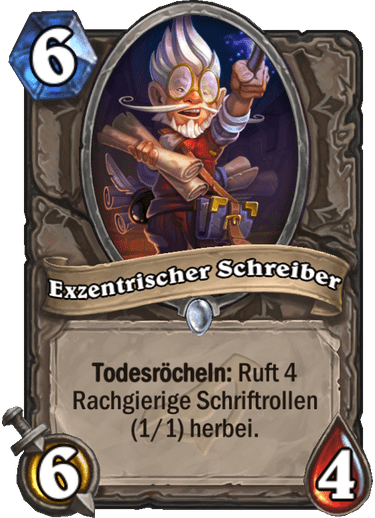 6
Exzentrischer Schreiber
Todesröcheln: Ruft 4
Rachgierige Schriftrollen
(1/1) herbei.
6
4